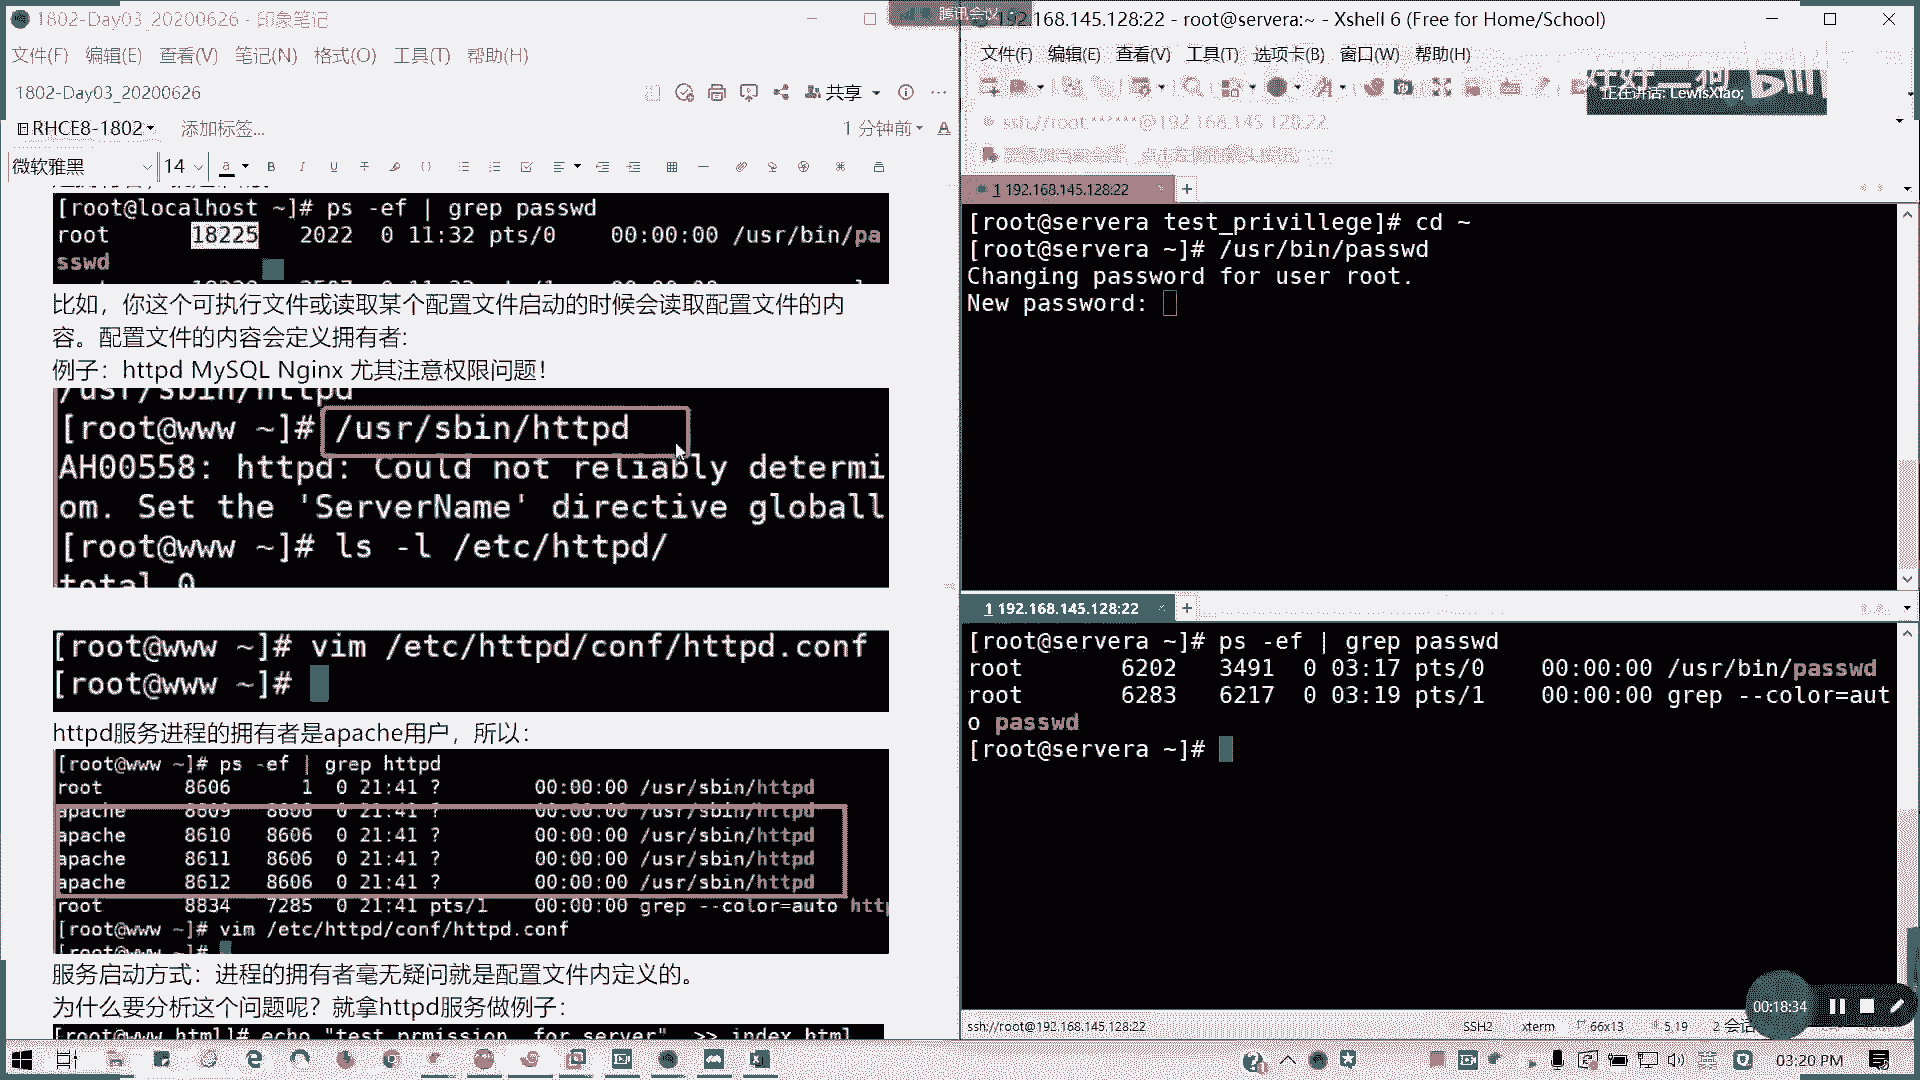 1802-Day03_20200626 - 印象笔记
文件(F) 编辑(E) 查看(V) 笔记(N) 格式(O) 工具(T) 帮助(H)
1802-Day03_20200626
共享
RHCE8-1802 添加标签...
1 分钟前
微软雅黑 14
[root@localhost ~]# ps -ef | grep passwd
root 18225 2022 0 11:32 pts/0 00:00:00 /usr/bin/pa
sswd
比如，你这个可执行文件或读取某个配置文件启动的时候会读取配置文件的内
容。配置文件的内容会定义拥有者:
例子：httpd MySQL Nginx 尤其注意权限问题！
/usr/sbin/httpd
[root@www ~]# /usr/sbin/httpd
AH00558: httpd: Could not reliably determi
om. Set the 'ServerName' directive globall
[root@www ~]# ls -l /etc/httpd/
total 0
[root@www ~]# vim /etc/httpd/conf/httpd.conf
[root@www ~]#
httpd服务进程的拥有者是apache用户，所以：
[root@www ~]# ps -ef | grep httpd
root 8606 1 0 21:41 ? 00:00:00 /usr/sbin/httpd
apache 8609 8606 0 21:41 ? 00:00:00 /usr/sbin/httpd
apache 8610 8606 0 21:41 ? 00:00:00 /usr/sbin/httpd
apache 8611 8606 0 21:41 ? 00:00:00 /usr/sbin/httpd
apache 8612 8606 0 21:41 ? 00:00:00 /usr/sbin/httpd
root 8834 7285 0 21:41 pts/1 00:00:00 grep --color=auto http
[root@www ~]# vim /etc/httpd/conf/httpd.conf
[root@www ~]#
服务启动方式：进程的拥有者毫无疑问就是配置文件内定义的。
为什么要分析这个问题呢？就拿httpd服务做例子：
[root@www html]# echo "test prmission for server" >> index.html
腾讯会议
192.168.145.128:22 - root@servera:~ - Xshell 6 (Free for Home/School)
文件(F) 编辑(E) 查看(V) 工具(T) 选项卡(B) 窗口(W) 帮助(H)
正在讲话: LewisXiao;
ssh://root:******@192.168.145.128:22
1 192.168.145.128:22
[root@servera test_privillege]# cd ~
[root@servera ~]# /usr/bin/passwd
Changing password for user root.
New password:
1 192.168.145.128:22
[root@servera ~]# ps -ef | grep passwd
root 6202 3491 0 03:17 pts/0 00:00:00 /usr/bin/passwd
root 6283 6217 0 03:19 pts/1 00:00:00 grep --color=aut
o passwd
[root@servera ~]#
00:18:34
ssh://root@192.168.145.128:22 SSH2 xterm 66x13 5,19 2 会话
03:20 PM